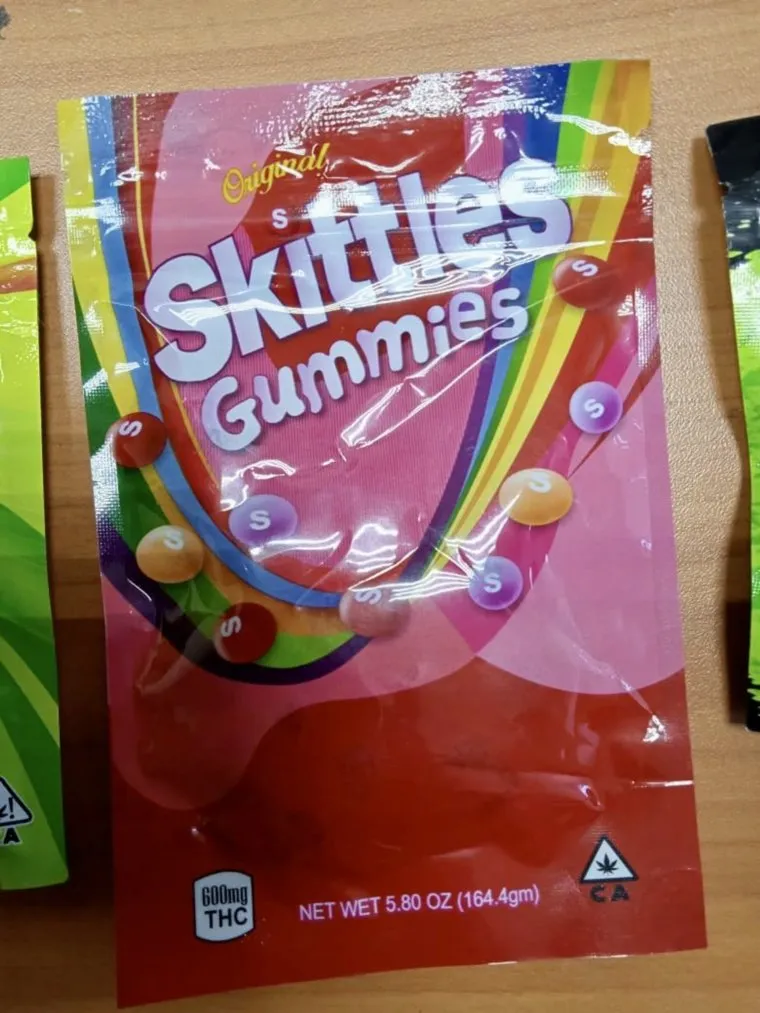 Original
S
Skittles
Gummies
S
S
S
S
S
S
S
S
S
600mg
THC
NET WET 5.80 OZ (164.4gm)
CA
!
A